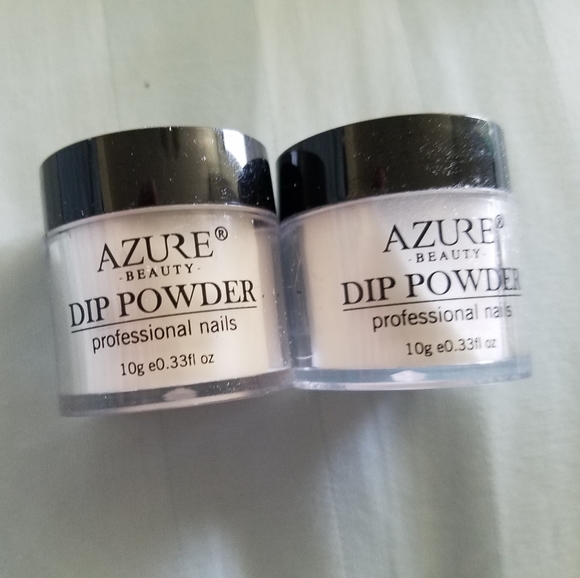 AZURE®
-BEAUTY-
DIP POWDER
professional nails
10g e0.33fl oz
AZURE®
-BEAUTY-
DIP POWDER
professional nails
10g e0.33fl oz